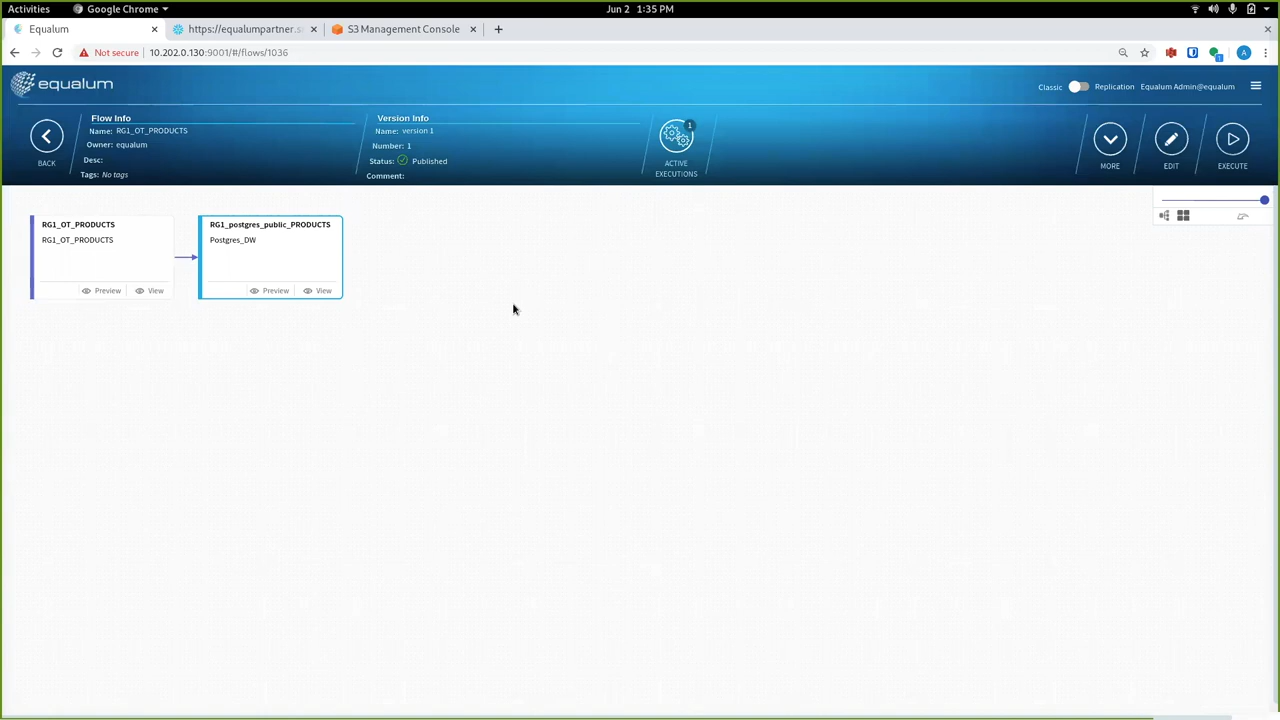 Activities
Google Chrome
Jun 2 1:35 PM
Equalum
https://equalumpartner.s
S3 Management Console
Not secure
10.202.0.130:9001/#/flows/1036
A
1
equalum
Classic
Replication
Equalum Admin@equalum
Flow Info
Name: RG1_OT_PRODUCTS
Owner: equalum
Desc:
Tags: No tags
Version Info
Name: version 1
Number: 1
Status: Published
Comment:
BACK
1
ACTIVE
EXECUTIONS
MORE
EDIT
EXECUTE
RG1_OT_PRODUCTS
RG1_OT_PRODUCTS
Preview
View
RG1_postgres_public_PRODUCTS
Postgres_DW
Preview
View